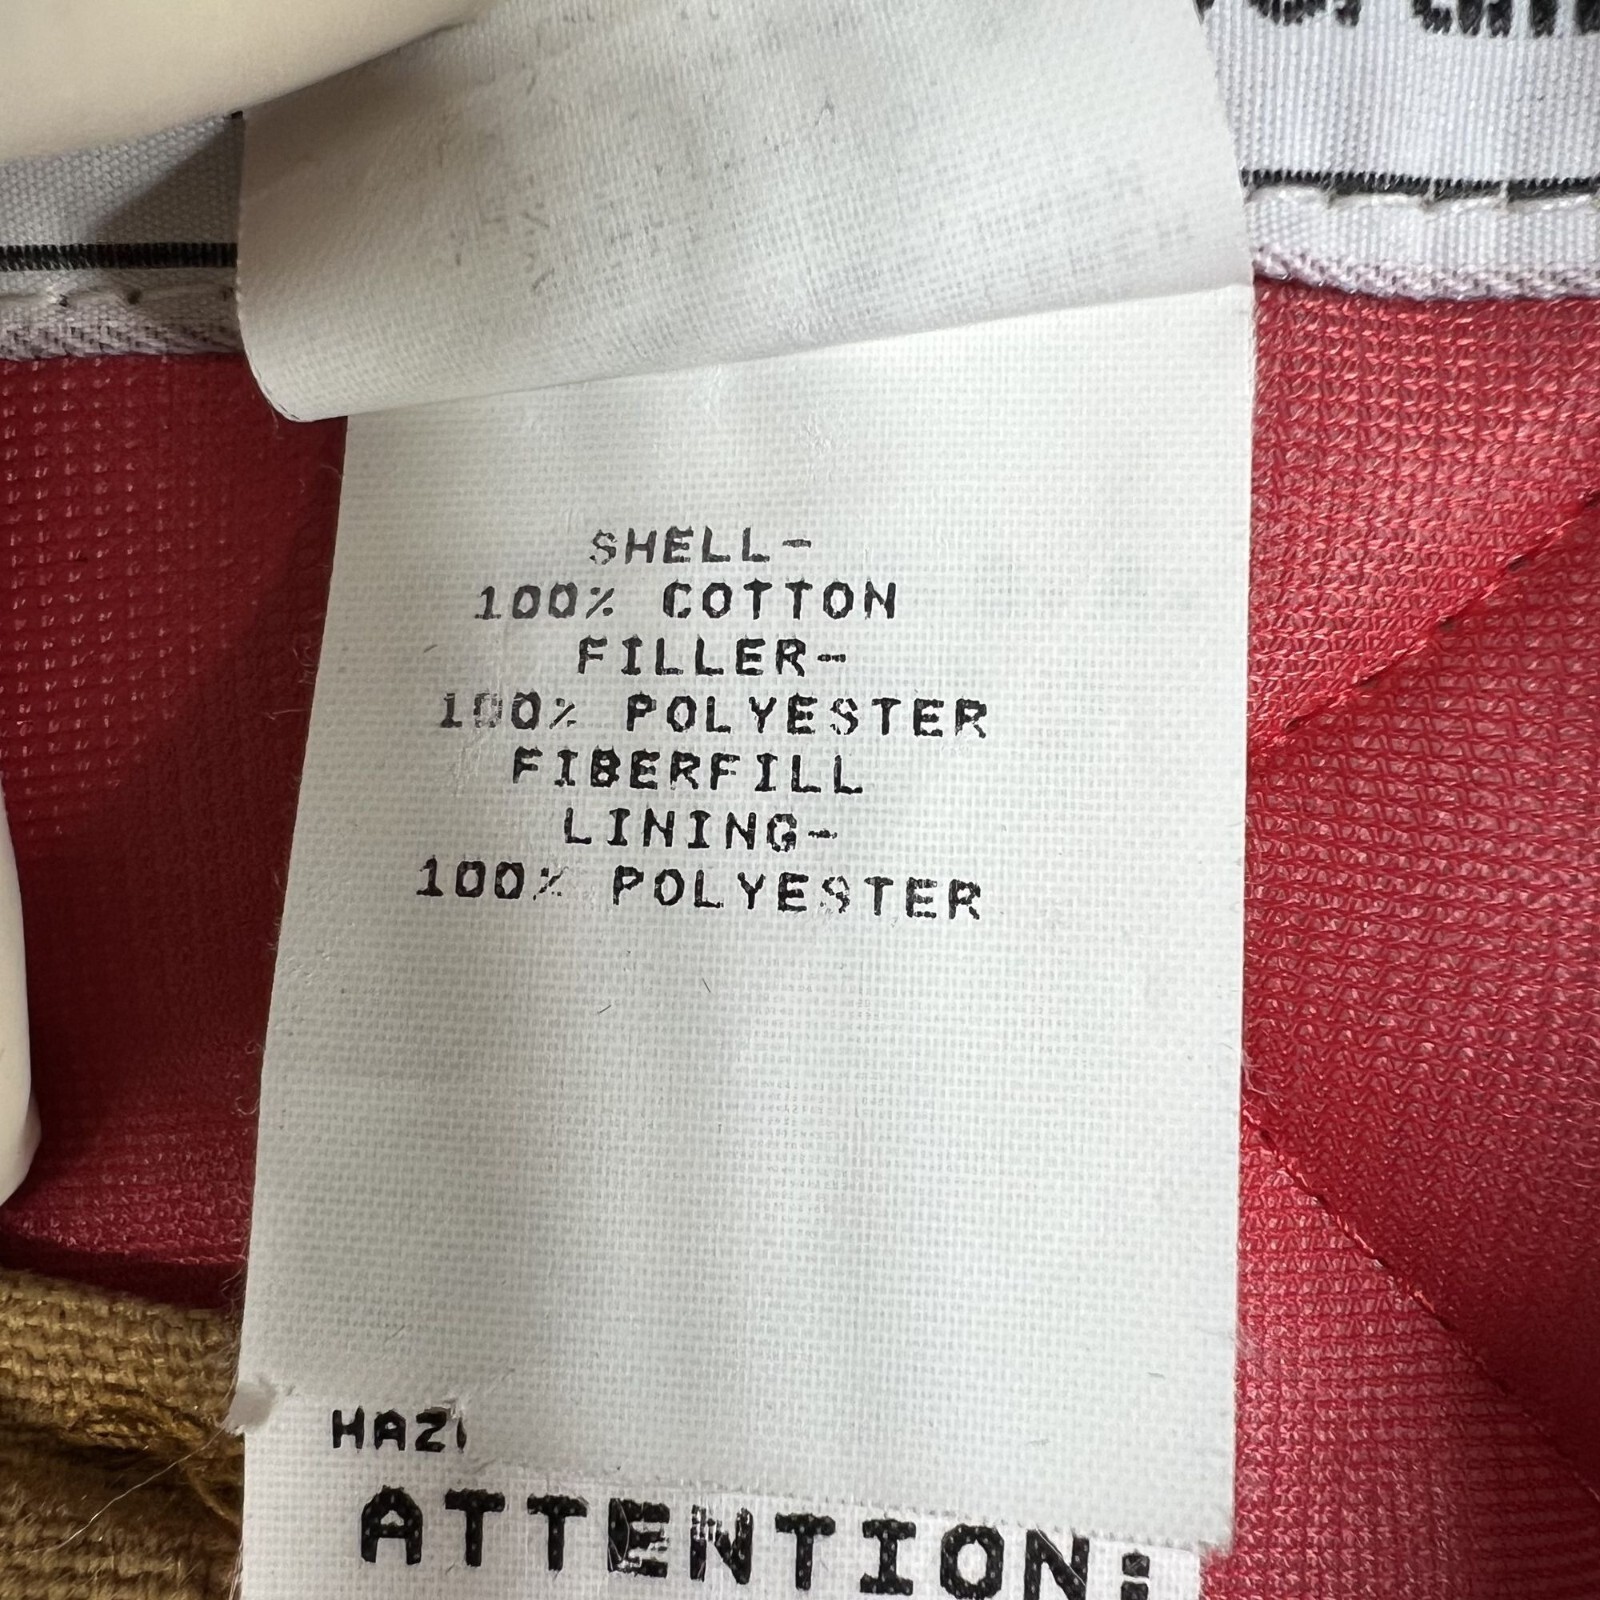 SHELL-
100% COTTON
FILLER-
100% POLYESTER
FIBERFILL
LINING-
100% POLYESTER
ATTENTION: